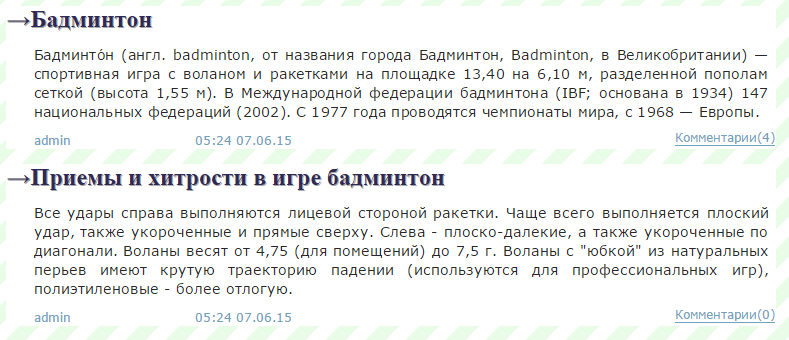 →Бадминтон
Бадминто́н (англ. badminton, от названия города Бадминтон, Badminton, в Великобритании) —
спортивная игра с воланом и ракетками на площадке 13,40 на 6,10 м, разделенной пополам
сеткой (высота 1,55 м). В Международной федерации бадминтона (IBF; основана в 1934) 147
национальных федераций (2002). С 1977 года проводятся чемпионаты мира, с 1968 — Европы.
admin 05:24 07.06.15 Комментарии(4)
→Приемы и хитрости в игре бадминтон
Все удары справа выполняются лицевой стороной ракетки. Чаще всего выполняется плоский
удар, также укороченные и прямые сверху. Слева - плоско-далекие, а также укороченные по
диагонали. Воланы весят от 4,75 (для помещений) до 7,5 г. Воланы с "юбкой" из натуральных
перьев имеют крутую траекторию падении (используются для профессиональных игр),
полиэтиленовые - более отлогую.
admin 05:24 07.06.15 Комментарии(0)